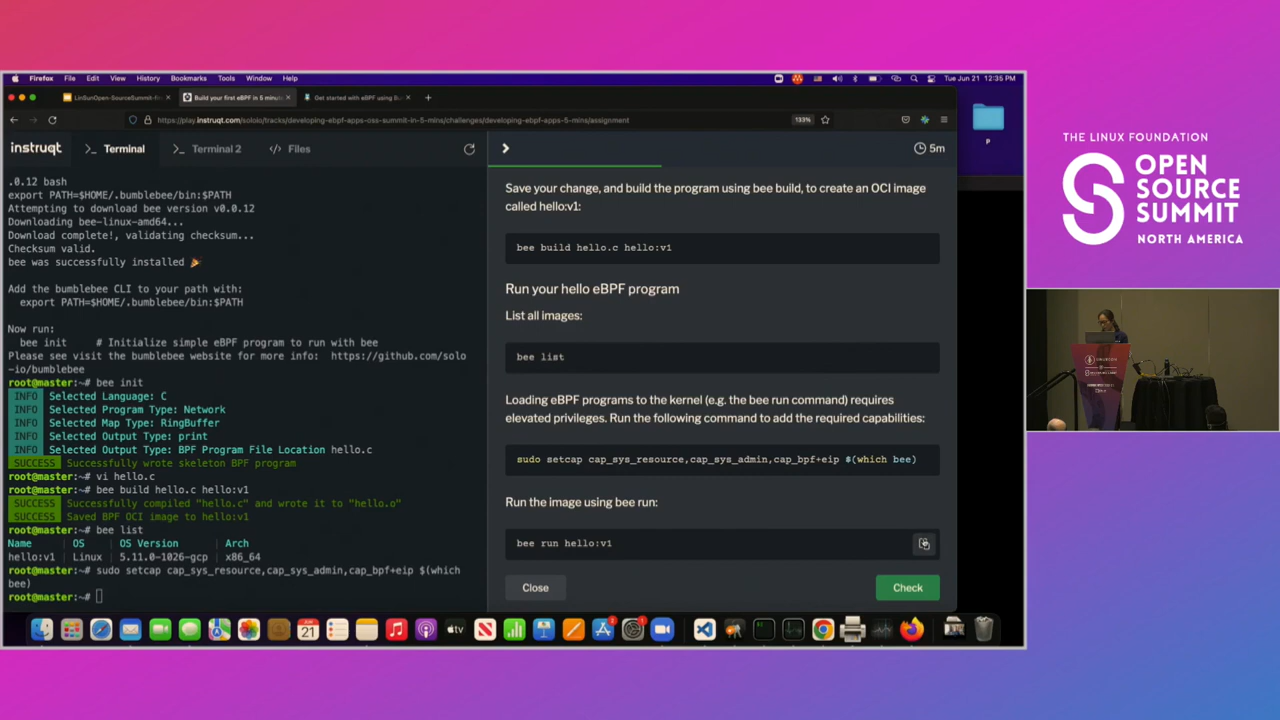 Firefox File Edit View History Bookmarks Tools Window Help
Tue Jun 21 12:35 PM
LinSunOpen-SourceSummit-Fre
Build your first eBPF in 5 minute
Get started with eBPF using Bu
https://play.instruqt.com/soloio/tracks/developing-ebpf-apps-oss-summit-in-5-mins/challenges/developing-ebpf-apps-5-mins/assignment
133%
P
instruqt
>_ Terminal
>_ Terminal 2
</> Files
5m
.0.12 bash
export PATH=$HOME/.bumblebee/bin:$PATH
Attempting to download bee version v0.0.12
Downloading bee-linux-amd64...
Download complete!, validating checksum...
Checksum valid.
bee was successfully installed 🎉
Add the bumblebee CLI to your path with:
export PATH=$HOME/.bumblebee/bin:$PATH
Now run:
bee init # Initialize simple eBPF program to run with bee
Please see visit the bumblebee website for more info: https://github.com/solo
-io/bumblebee
root@master:~# bee init
INFO Selected Language: C
INFO Selected Program Type: Network
INFO Selected Map Type: RingBuffer
INFO Selected Output Type: print
INFO Selected Output Type: BPF Program File Location hello.c
SUCCESS Successfully wrote skeleton BPF program
root@master:~# vi hello.c
root@master:~# bee build hello.c hello:v1
SUCCESS Successfully compiled "hello.c" and wrote it to "hello.o"
SUCCESS Saved BPF OCI image to hello:v1
root@master:~# bee list
Name | OS | OS Version | Arch
hello:v1 | Linux | 5.11.0-1026-gcp | x86_64
root@master:~# sudo setcap cap_sys_resource,cap_sys_admin,cap_bpf+eip $(which
bee)
root@master:~#
Save your change, and build the program using bee build, to create an OCI image
called hello:v1:
bee build hello.c hello:v1
Run your hello eBPF program
List all images:
bee list
Loading eBPF programs to the kernel (e.g. the bee run command) requires
elevated privileges. Run the following command to add the required capabilities:
sudo setcap cap_sys_resource,cap_sys_admin,cap_bpf+eip $(which bee)
Run the image using bee run:
bee run hello:v1
Close
Check
JUN
21
tv
THE LINUX FOUNDATION
OPEN
SOURCE
SUMMIT
NORTH AMERICA